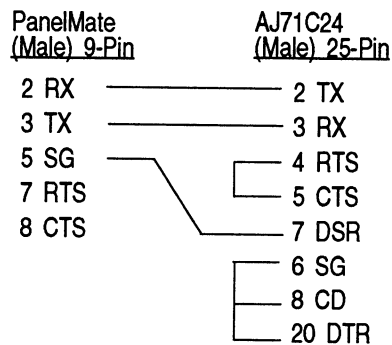 PanelMate AJ71C24
(Male) 9-Pin (Male) 25-Pin
2 RX 2 TX
3 TX 3 RX
5 SG 4 RTS
7 RTS 5 CTS
8 CTS 7 DSR
6 SG
8 CD
20 DTR